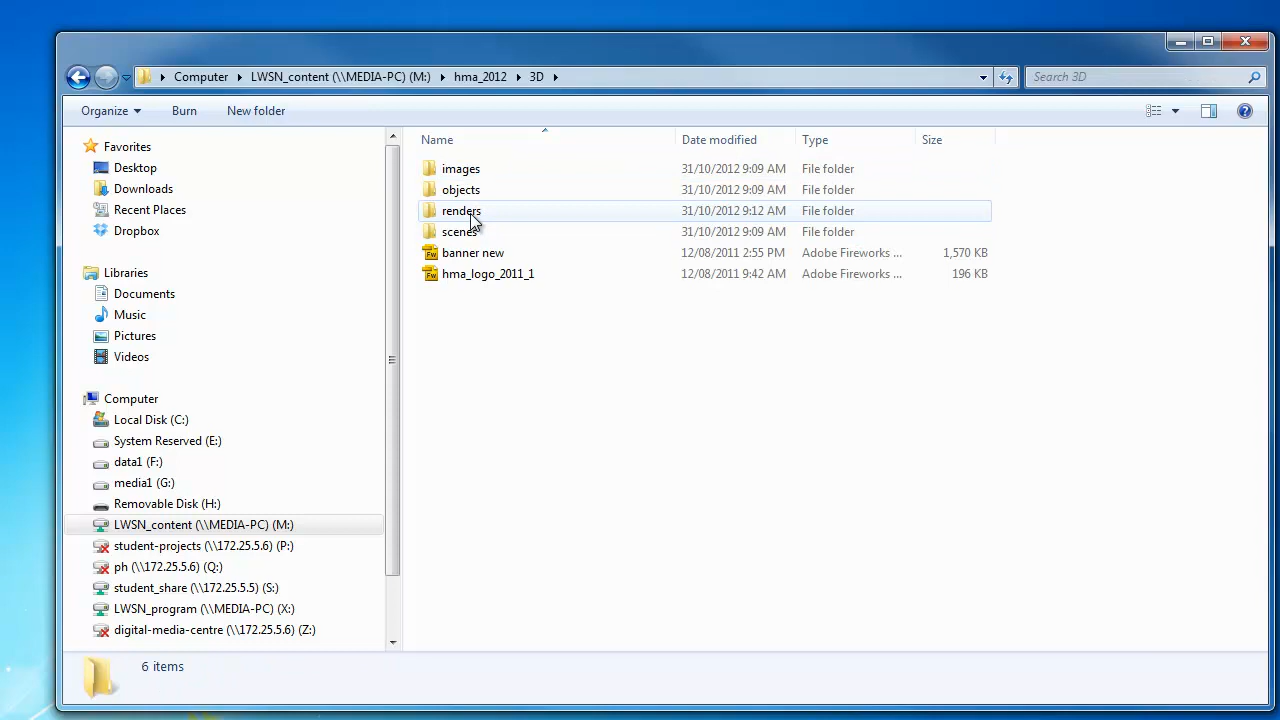 Computer LWSN_content (\\MEDIA-PC) (M:) hma_2012 3D Search 3D
Organize Burn New folder
Name Date modified Type Size
Favorites
Desktop
Downloads
Recent Places
Dropbox
Libraries
Documents
Music
Pictures
Videos
Computer
Local Disk (C:)
System Reserved (E:)
data1 (F:)
media1 (G:)
Removable Disk (H:)
LWSN_content (\\MEDIA-PC) (M:)
student-projects (\\172.25.5.6) (P:)
ph (\\172.25.5.6) (Q:)
student_share (\\172.25.5.5) (S:)
LWSN_program (\\MEDIA-PC) (X:)
digital-media-centre (\\172.25.5.6) (Z:)
images 31/10/2012 9:09 AM File folder
objects 31/10/2012 9:09 AM File folder
renders 31/10/2012 9:12 AM File folder
scenes 31/10/2012 9:09 AM File folder
banner new 12/08/2011 2:55 PM Adobe Fireworks ... 1,570 KB
hma_logo_2011_1 12/08/2011 9:42 AM Adobe Fireworks ... 196 KB
6 items